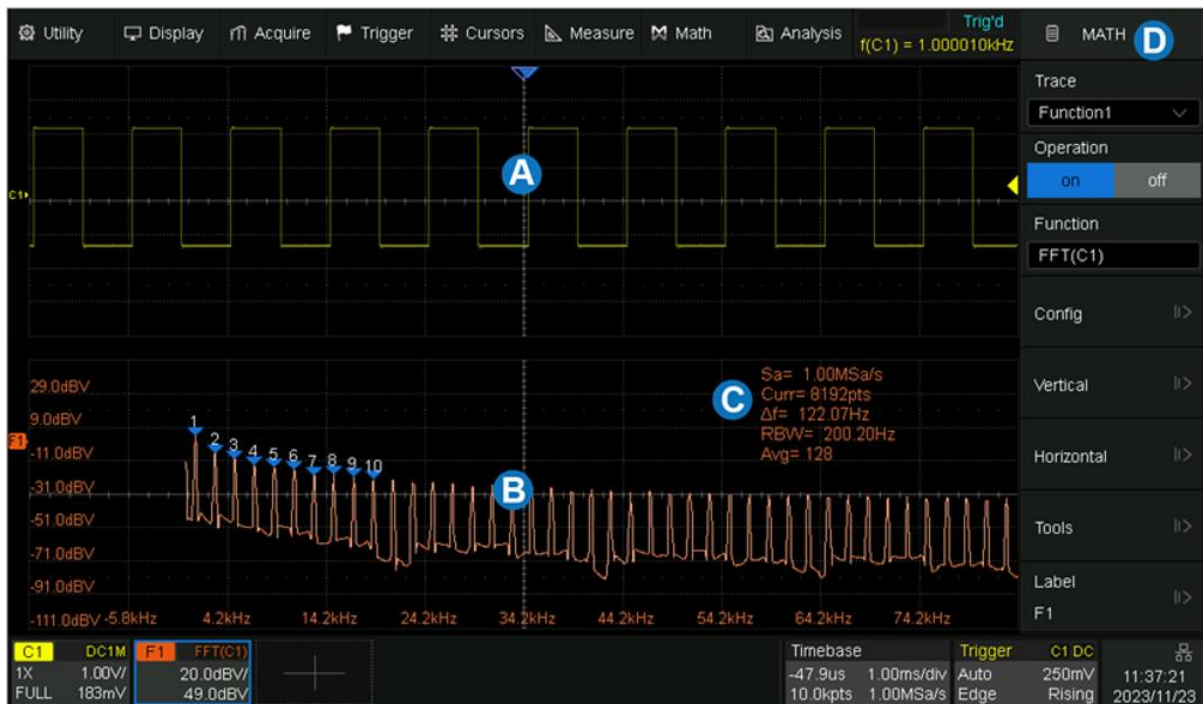 Utility Display Acquire Trigger Cursors Measure Math Analysis
Trig'd
f(C1) = 1.000010kHz
MATH
D
Trace
Function1
Operation
on off
Function
FFT(C1)
Config
Vertical
Horizontal
Tools
Label
F1
C1
A
29.0dBV
9.0dBV
F1
-11.0dBV
-31.0dBV
-51.0dBV
-71.0dBV
-91.0dBV
-111.0dBV -5.8kHz 4.2kHz 14.2kHz 24.2kHz 34.2kHz 44.2kHz 54.2kHz 64.2kHz 74.2kHz
1 2 3 4 5 6 7 8 9 10
B
C
Sa= 1.00MSa/s
Curr= 8192pts
Δf= 122.07Hz
RBW= 200.20Hz
Avg= 128
C1 DC1M
1X 1.00V/
FULL 183mV
F1 FFT(C1)
20.0dBV/
49.0dBV/
Timebase
-47.9us 1.00ms/div
10.0kpts 1.00MSa/s
Trigger C1 DC
Auto 250mV
Edge Rising
11:37:21
2023/11/23